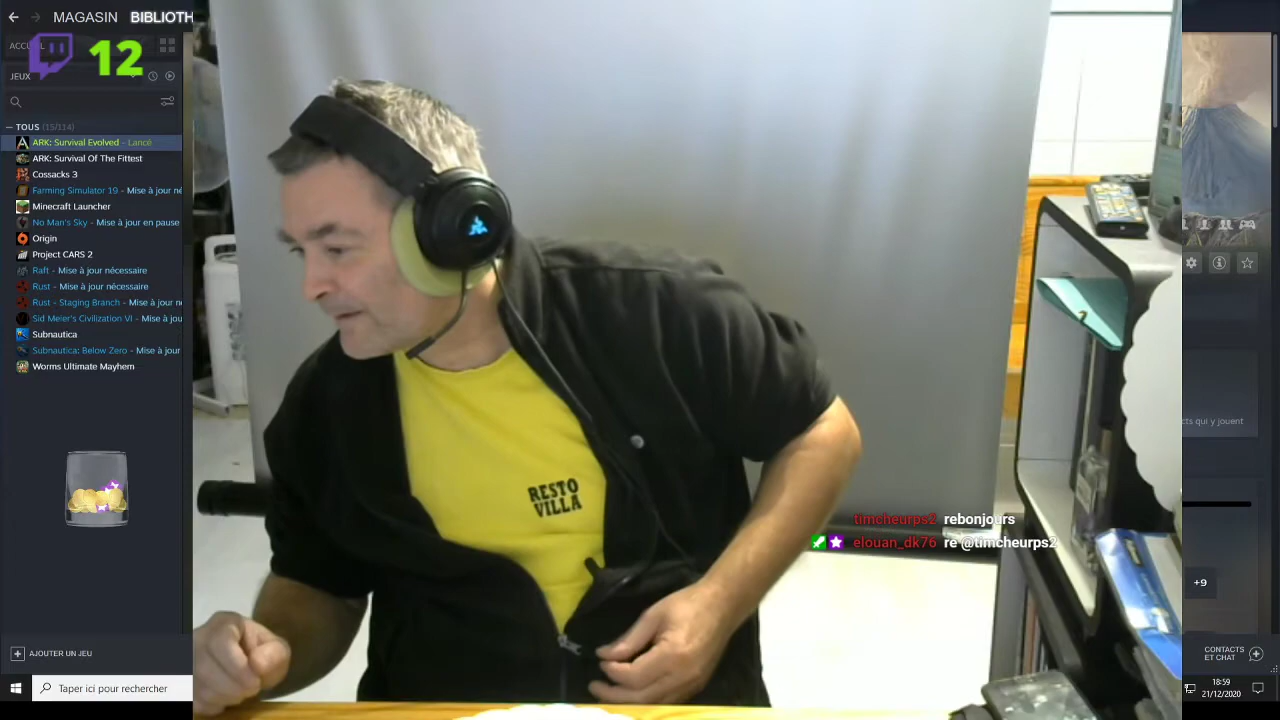 MAGASIN BIBLIOTH
ACCU
12
JEUX
TOUS (15/114)
ARK: Survival Evolved - Lancé
ARK: Survival Of The Fittest
Cossacks 3
Farming Simulator 19 - Mise à jour né
Minecraft Launcher
No Man's Sky - Mise à jour en pause
Origin
Project CARS 2
Raft - Mise à jour nécessaire
Rust - Mise à jour nécessaire
Rust - Staging Branch - Mise à jour n
Sid Meier's Civilization VI - Mise à jou
Subnautica
Subnautica: Below Zero - Mise à jour
Worms Ultimate Mayhem
cts qui y jouent
RESTO
VILLA
timcheurps2 rebonjours
elouan_dk76 re @timcheurps2
+9
AJOUTER UN JEU
CONTACTS
ET CHAT
Taper ici pour rechercher
18:59
21/12/2020